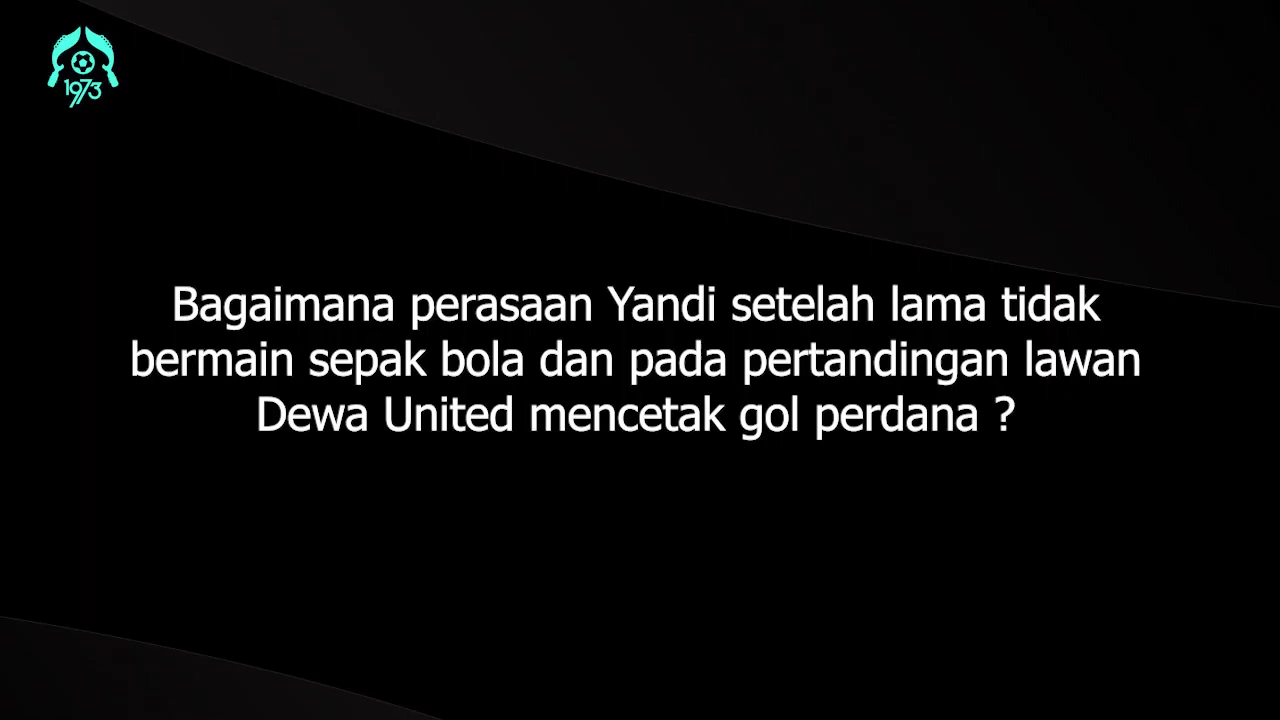 1973
Bagaimana perasaan Yandi setelah lama tidak
bermain sepak bola dan pada pertandingan lawan
Dewa United mencetak gol perdana ?